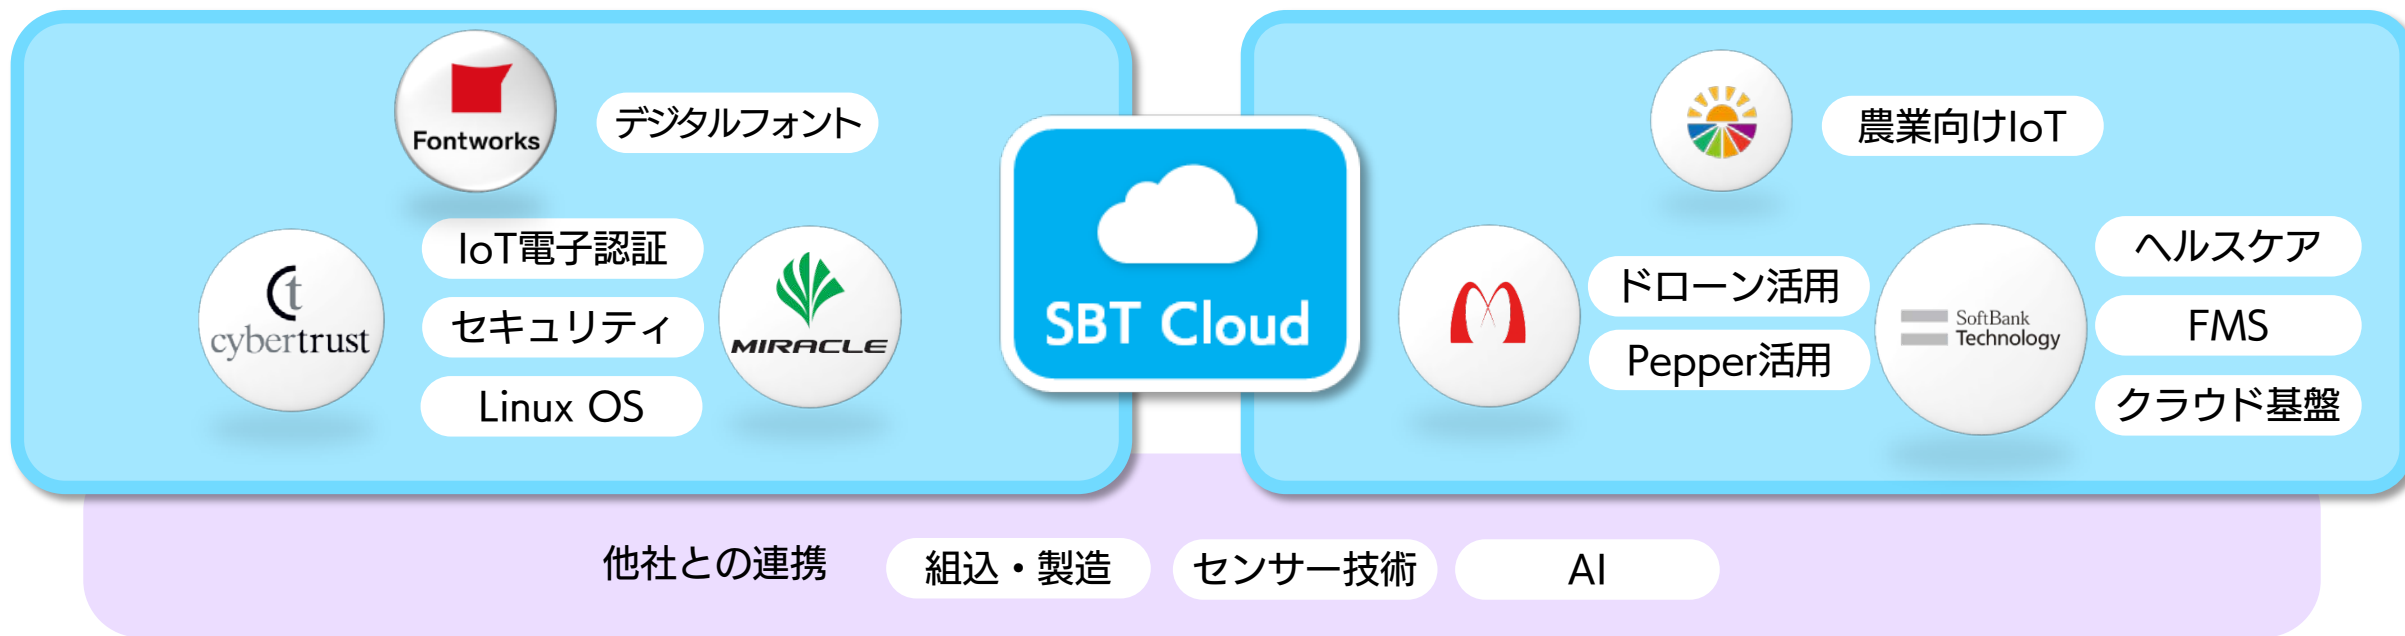 Fontworks
デジタルフォント
cybertrust
IoT電子認証
セキュリティ
Linux OS
MIRACLE
SBT Cloud
農業向けIoT
ドローン活用
Pepper活用
SoftBank
Technology
ヘルスケア
FMS
クラウド基盤
他社との連携
組込・製造
センサー技術
AI